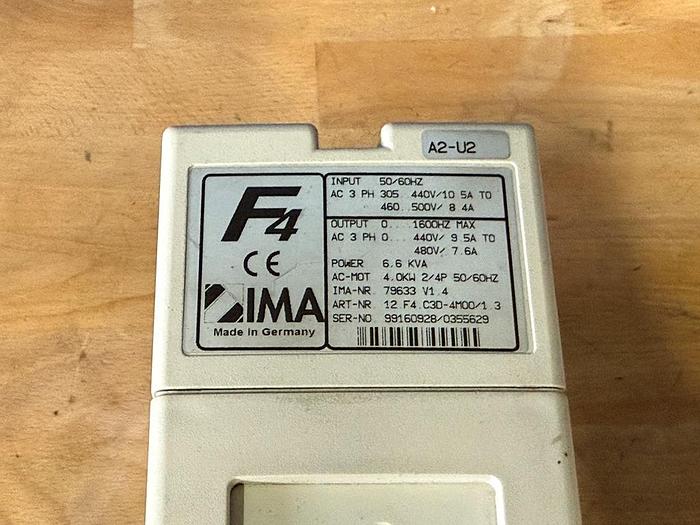 A2-U2
F4
CE
IMA
Made in Germany
INPUT 50/60HZ
AC 3 PH 305...440V/10.5A TO
460..500V/ 8.4A
OUTPUT 0....1600HZ MAX
AC 3 PH 0....440V/ 9.5A TO
480V/ 7.6A
POWER 6.6 KVA
AC-MOT 4.0KW 2/4P 50/60HZ
IMA-NR. 79633 V1.4
ART-NR. 12.F4.C3D-4M00/1.3
SER-NO. 99160928/0355629